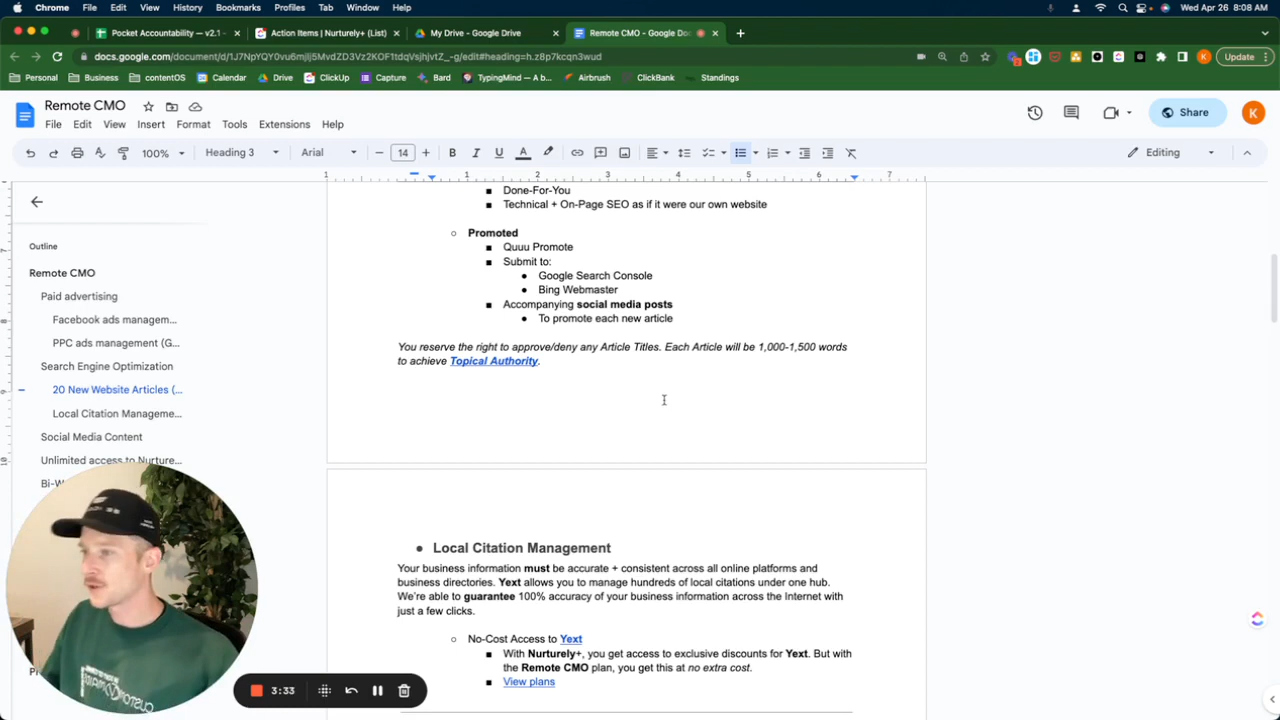 Chrome File Edit View History Bookmarks Profiles Tab Window Help Wed Apr 26 8:08 AM
Pocket Accountability — v2.1 - Action Items | Nurturely+ (List) My Drive – Google Drive Remote CMO - Google Doc
docs.google.com/document/d/ Update
Personal Business contentOS Calendar Drive ClickUp Capture Bard TypingMind — A b... Airbrush ClickBank Standings
Remote CMO
Share
K
File Edit View Insert Format Tools Extensions Help
100% Heading 3 Arial 14 Editing
1 1 2 3 4 5 6 7
Outline
Remote CMO
Paid advertising
Facebook ads managem...
PPC ads management (G...
Search Engine Optimization
20 New Website Articles (...
Local Citation Manageme...
Social Media Content
Unlimited access to Nurture...
Bi-W
Done-For-You
Technical + On-Page SEO as if it were our own website
Promoted
Quuu Promote
Submit to:
Google Search Console
Bing Webmaster
Accompanying social media posts
To promote each new article
You reserve the right to approve/deny any Article Titles. Each Article will be 1,000-1,500 words
to achieve Topical Authority.
Local Citation Management
Your business information must be accurate + consistent across all online platforms and
business directories. Yext allows you to manage hundreds of local citations under one hub.
We're able to guarantee 100% accuracy of your business information across the Internet with
just a few clicks.
No-Cost Access to Yext
With Nurturely+, you get access to exclusive discounts for Yext. But with
the Remote CMO plan, you get this at no extra cost.
View plans
3:33